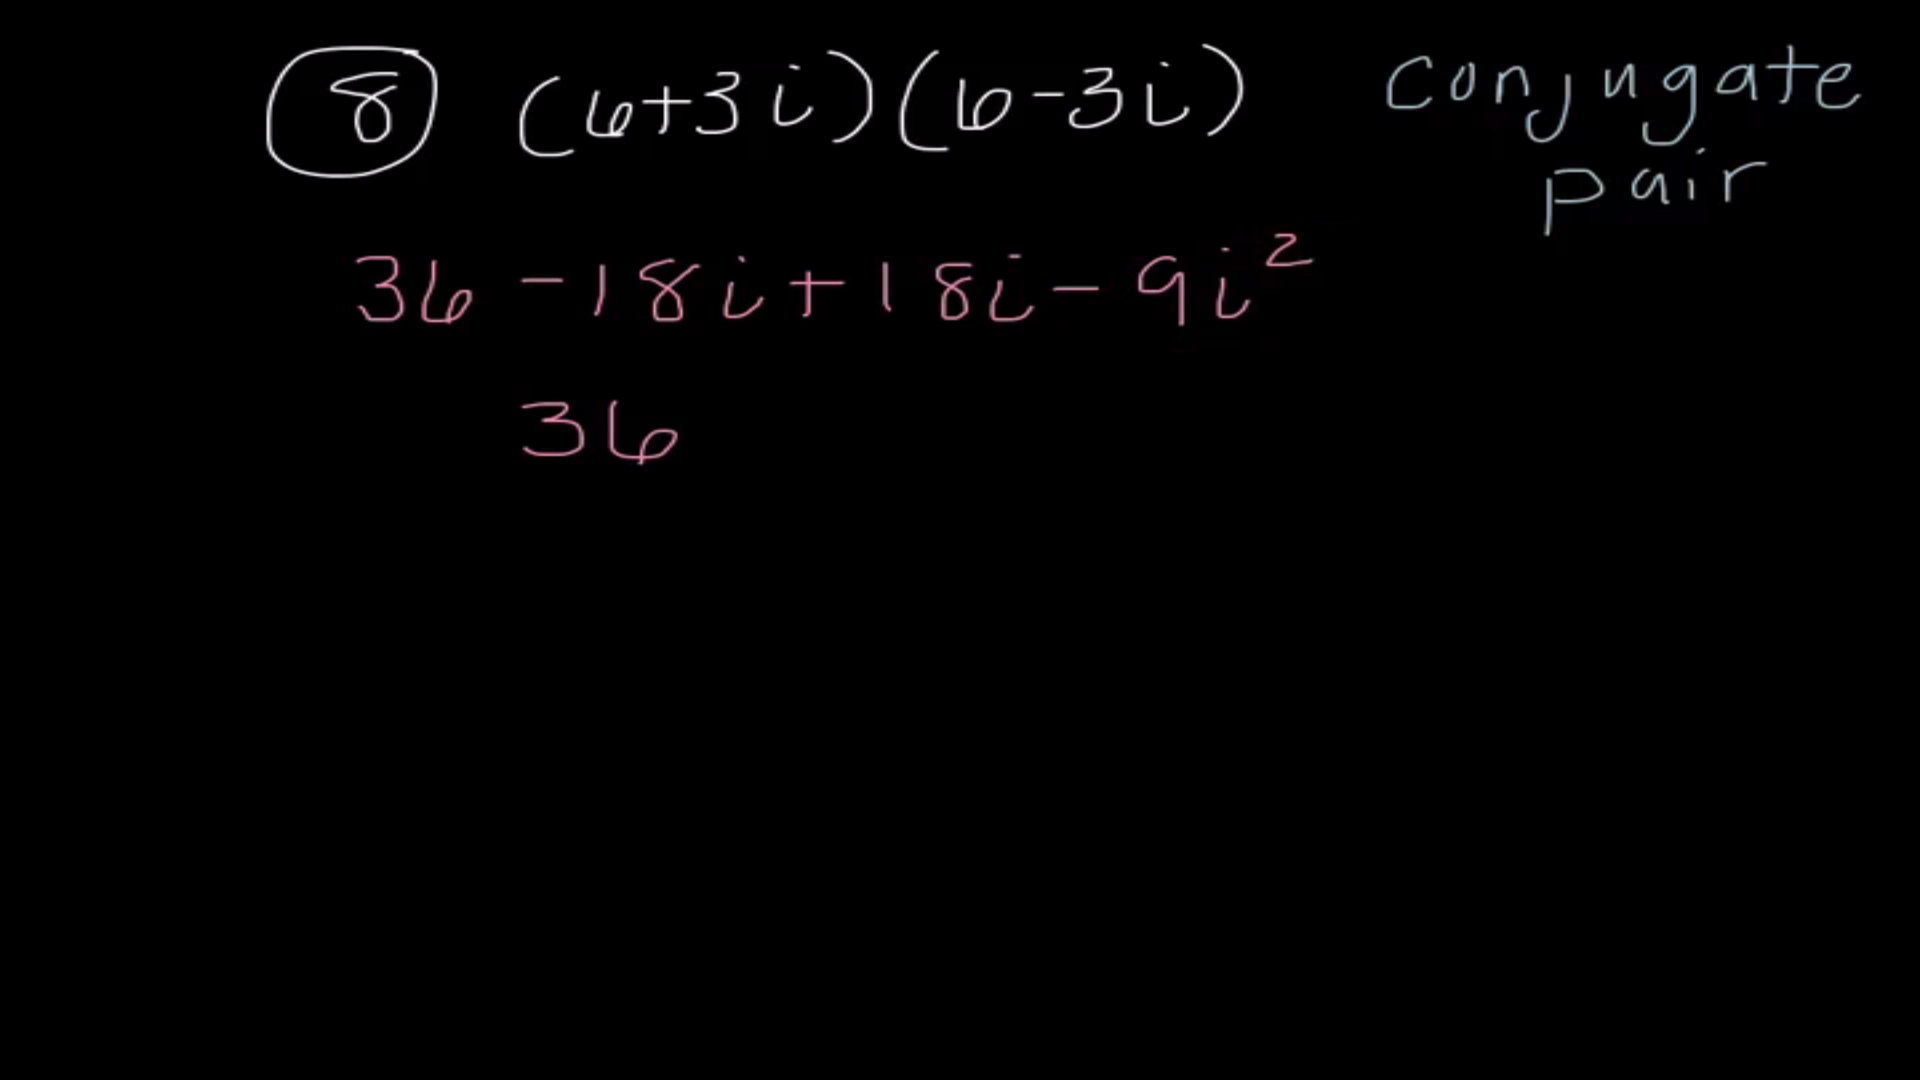 8 (6+3i)(6-3i) conjugate
pair
36 -18i+18i-9i²
36